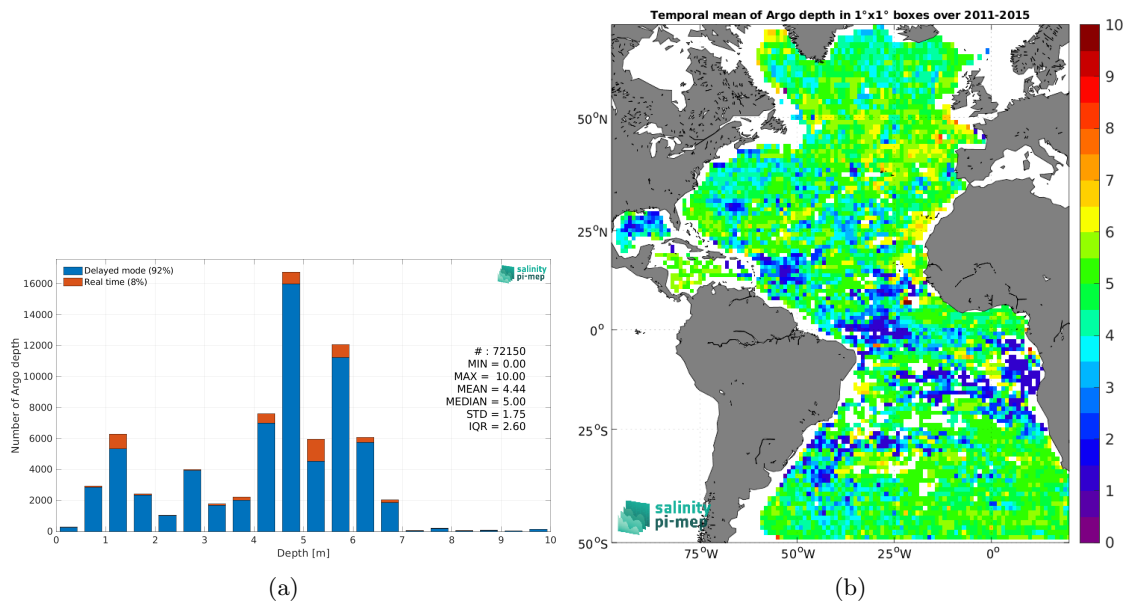 Delayed mode (92%)
Real time (8%)
salinity
pi-mep
16000
14000
12000
10000
8000
6000
4000
2000
0
Number of Argo depth
# : 72150
MIN = 0.00
MAX = 10.00
MEAN = 4.44
MEDIAN = 5.00
STD = 1.75
IQR = 2.60
0 1 2 3 4 5 6 7 8 9 10
Depth [m]
(a)
Temporal mean of Argo depth in 1°x1° boxes over 2011-2015
50°N
25°N
0°
25°S
50°S
75°W 50°W 25°W 0°
salinity
pi-mep
10
9
8
7
6
5
4
3
2
1
0
(b)